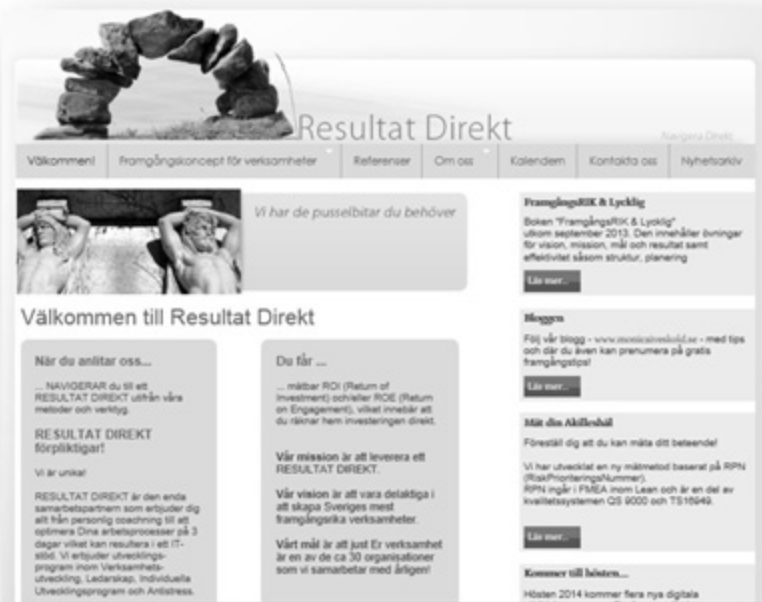 Resultat Direkt
Navigera Direkt...
Välkommen!
Framgångskoncept för verksamheter
Referenser
Om oss
Kalendern
Kontakta oss
Nyhetsarkiv
Vi har de pusselbitar du behöver
Välkommen till Resultat Direkt
När du anlitar oss...
... NAVIGERAR du till ett
RESULTAT DIREKT utifrån våra
metoder och verktyg.
RESULTAT DIREKT
förpliktigar!
Vi är unika!
RESULTAT DIREKT är den enda
samarbetspartnern som erbjuder dig
allt från personlig coachning till att
optimera Dina arbetsprocesser på 3
dagar vilket kan resultera i ett IT-
stöd. Vi erbjuder utvecklings-
program inom Verksamhets-
utveckling, Ledarskap, Individuella
Utvecklingsprogram och Antistress.
Du får ...
... mätbar ROI (Return of
Investment) och/eller ROE (Return
on Engagement), vilket innebär att
du räknar hem investeringen direkt.
Vår mission är att leverera ett
RESULTAT DIREKT.
Vår vision är att vara delaktiga i
att skapa Sveriges mest
framgångsrika verksamheter.
Vårt mål är att just Er verksamhet
är en av de ca 30 organisationer
som vi samarbetar med årligen!
FramgångsRIK & Lycklig
Boken "FramgångsRIK & Lycklig"
utkom september 2013. Den innehåller övningar
för vision, mission, mål och resultat samt
effektivitet såsom struktur, planering
Läs mer...
Bloggen
Följ vår blogg - www.monicaivesköld.se - med tips
och där du även kan prenumera på gratis
framgångstips!
Läs mer...
Mät din Akilleshäl
Föreställ dig att du kan mäta ditt beteende!
Vi har utvecklat en ny mätmetod baserat på RPN
(RiskPrioriteringsNummer).
RPN ingår i FMEA inom Lean och är en del av
kvalitetssystemen QS 9000 och TS16949.
Läs mer...
Kommer till hösten...
Hösten 2014 kommer flera nya digitala